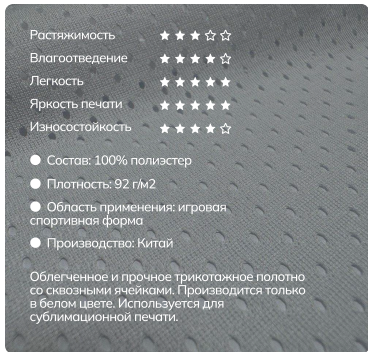 Растяжимость ★★★☆☆
Влагоотведение ★★★★☆
Легкость ★★★★★
Яркость печати ★★★★★
Износостойкость ★★★★☆
● Состав: 100% полиэстер
● Плотность: 92 г/м2
● Область применения: игровая
спортивная форма
● Производство: Китай
Облегченное и прочное трикотажное полотно
со сквозными ячейками. Производится только
в белом цвете. Используется для
сублимационной печати.